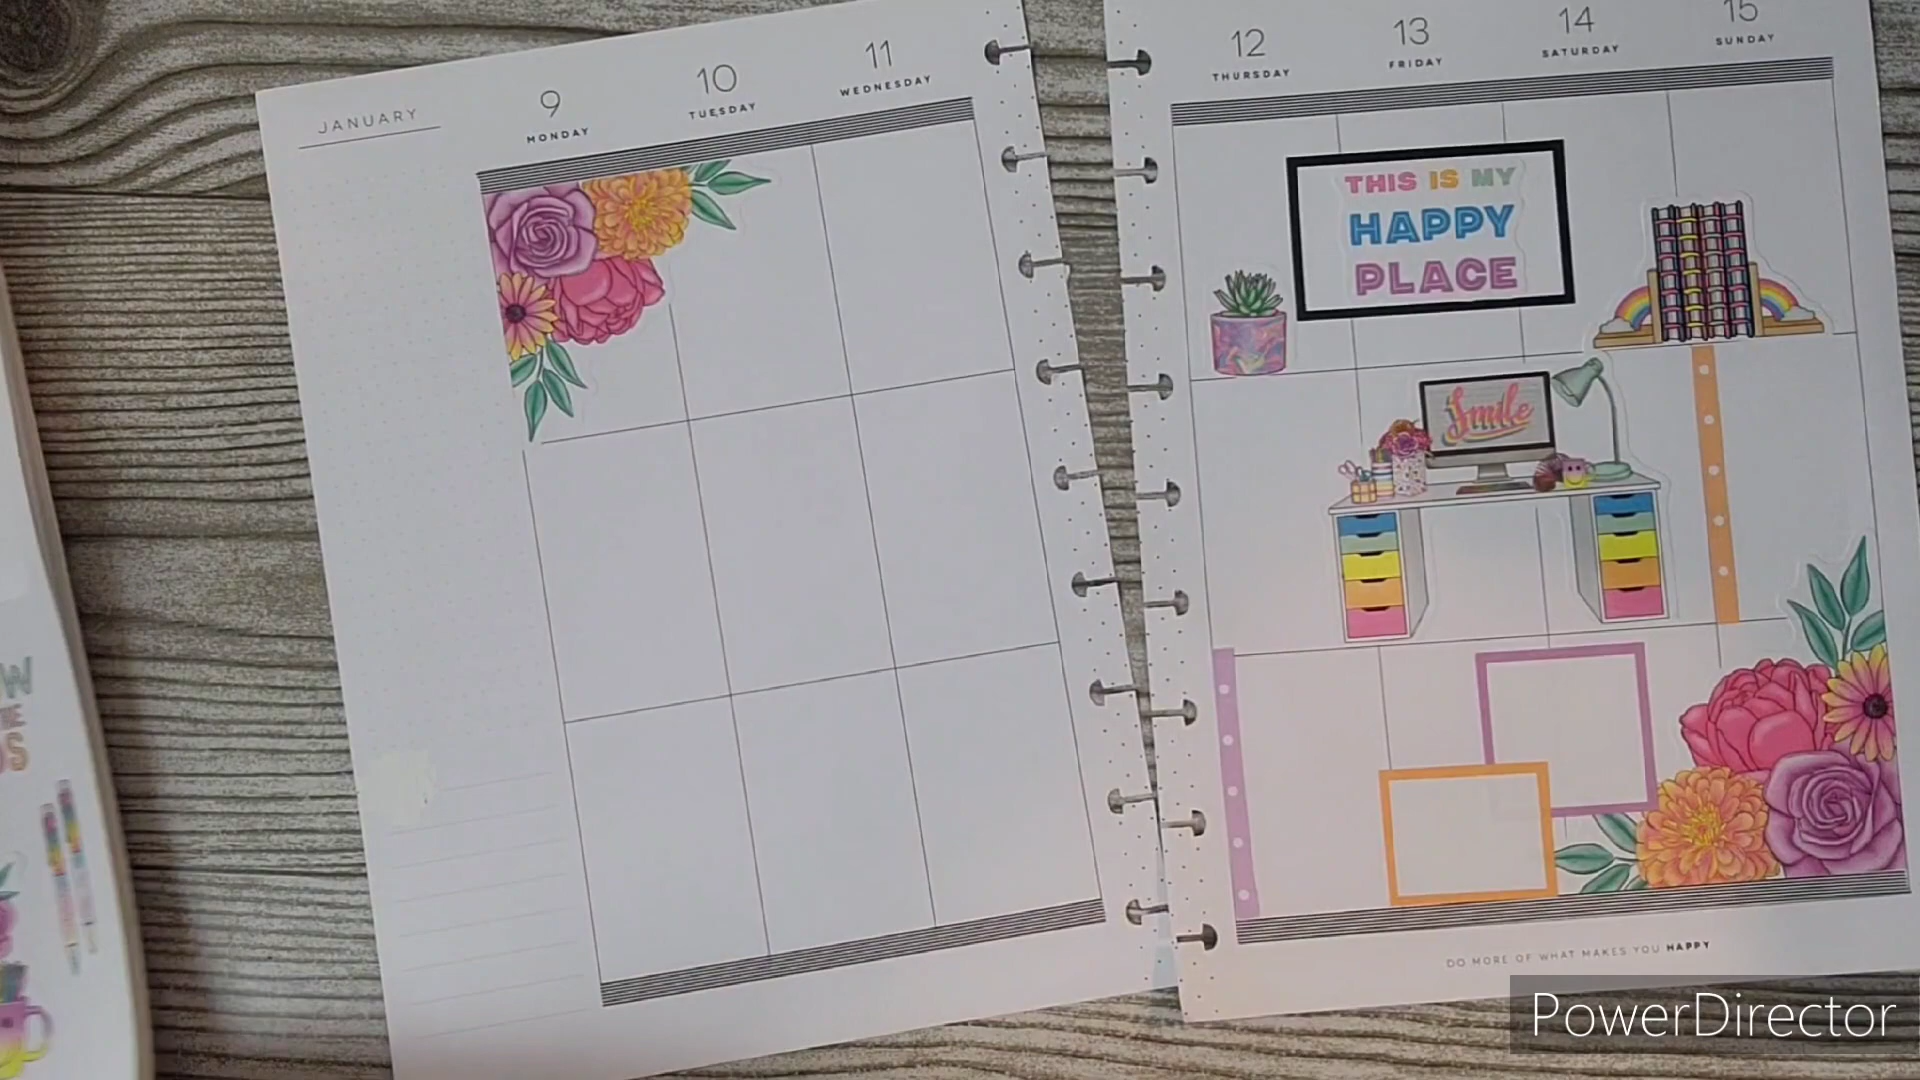 JANUARY
9
MONDAY
10
TUESDAY
11
WEDNESDAY
12
THURSDAY
13
FRIDAY
14
SATURDAY
15
SUNDAY
THIS IS MY
HAPPY
PLACE
Smile
DO MORE OF WHAT MAKES YOU HAPPY
PowerDirector